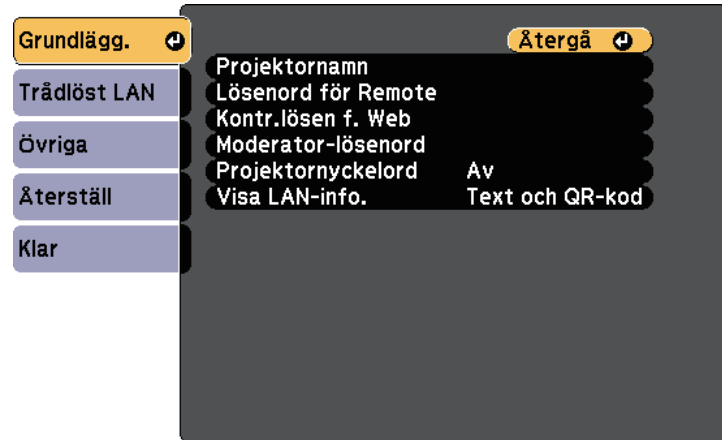 Grundlägg.
Trådlöst LAN
Övriga
Återställ
Klar
Återgå
Projektornamn
Lösenord för Remote
Kontr.lösen f. Web
Moderator-lösenord
Projektornyckelord Av
Visa LAN-info. Text och QR-kod